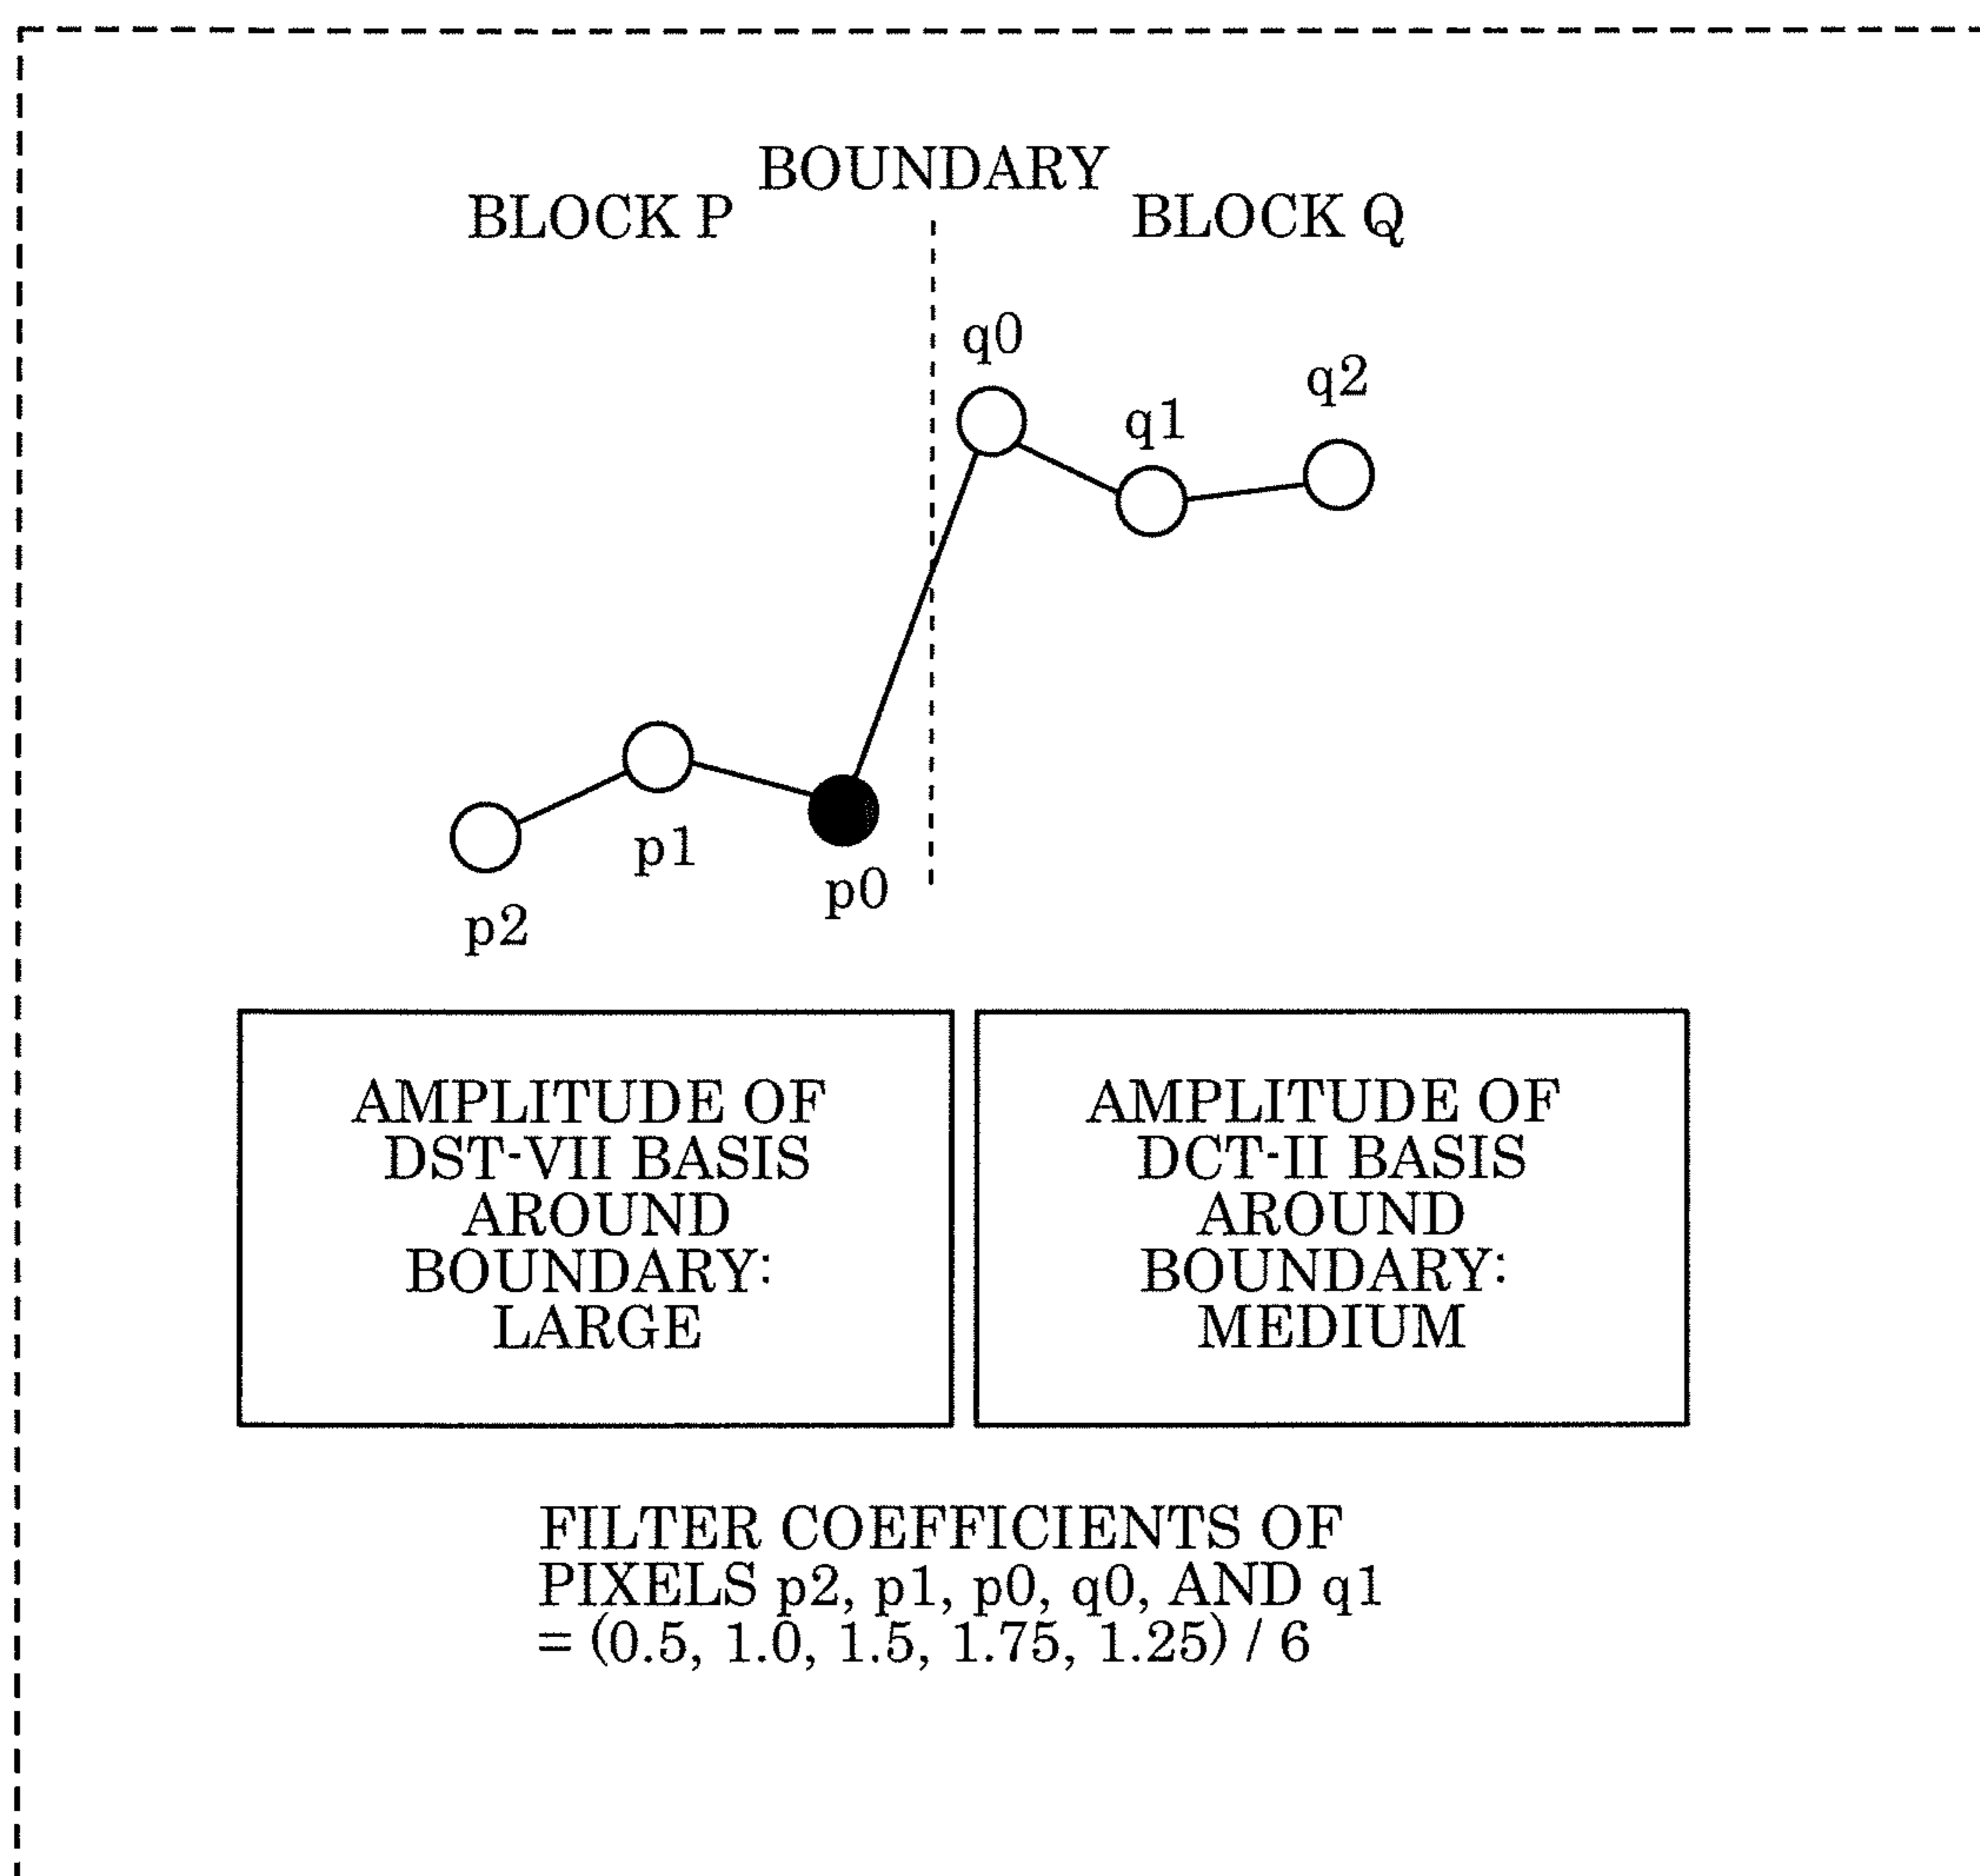 BOUNDARY
BLOCK P
BLOCK Q
q0
q1
q2
p1
p0
p2
AMPLITUDE OF
DST-VII BASIS
AROUND
BOUNDARY:
LARGE
AMPLITUDE OF
DCT-II BASIS
AROUND
BOUNDARY:
MEDIUM
FILTER COEFFICIENTS OF
PIXELS p2, p1, p0, q0, AND q1
= (0.5, 1.0, 1.5, 1.75, 1.25) / 6